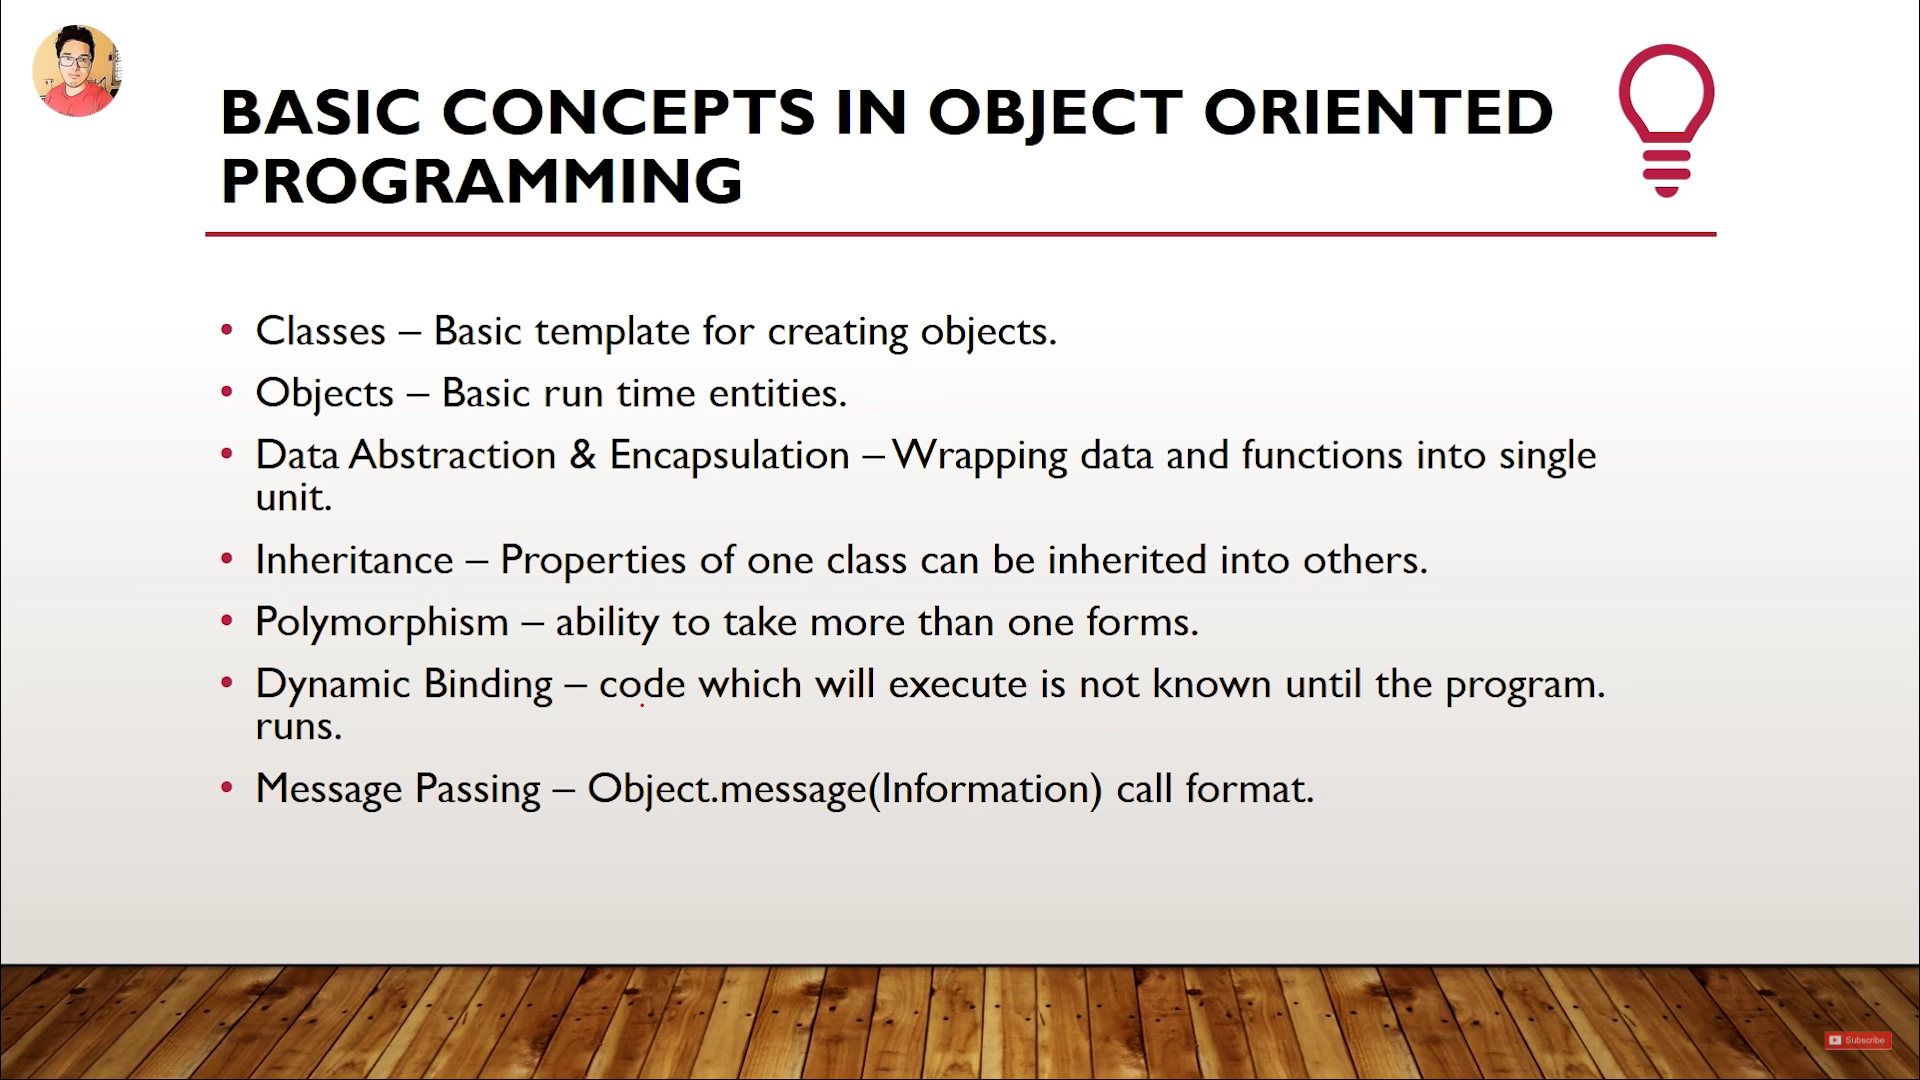 BASIC CONCEPTS IN OBJECT ORIENTED
PROGRAMMING
• Classes – Basic template for creating objects.
• Objects – Basic run time entities.
• Data Abstraction & Encapsulation – Wrapping data and functions into single
unit.
• Inheritance – Properties of one class can be inherited into others.
• Polymorphism – ability to take more than one forms.
• Dynamic Binding – code which will execute is not known until the program.
runs.
• Message Passing – Object.message(Information) call format.
Subscribe